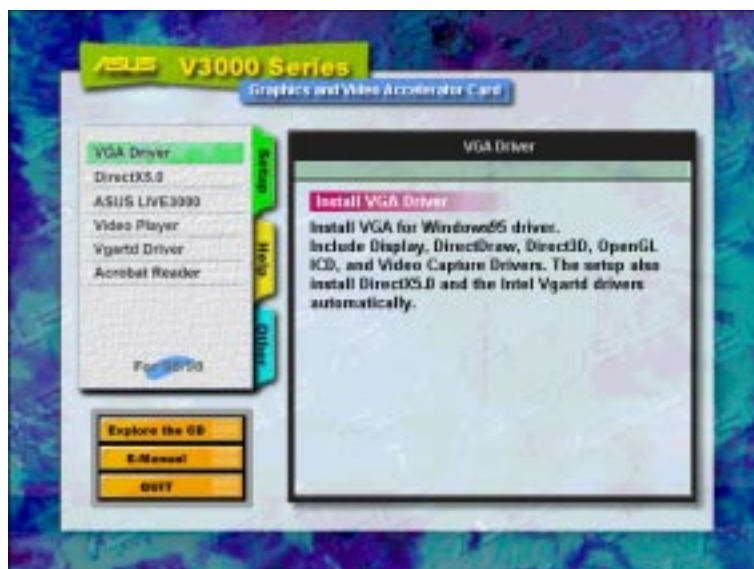 ASUS V3000 Series
Graphics and Video Accelerator Card
VGA Driver
DirectX5.0
ASUS LIVE3000
Video Player
Vgartd Driver
Acrobat Reader
For
Setup
Help
Other
Explore the CD
E-Manual
QUIT
VGA Driver
Install VGA Driver
Install VGA for Windows95 driver.
Include Display, DirectDraw, Direct3D, OpenGL
ICD, and Video Capture Drivers. The setup also
install DirectX5.0 and the Intel Vgartd drivers
automatically.